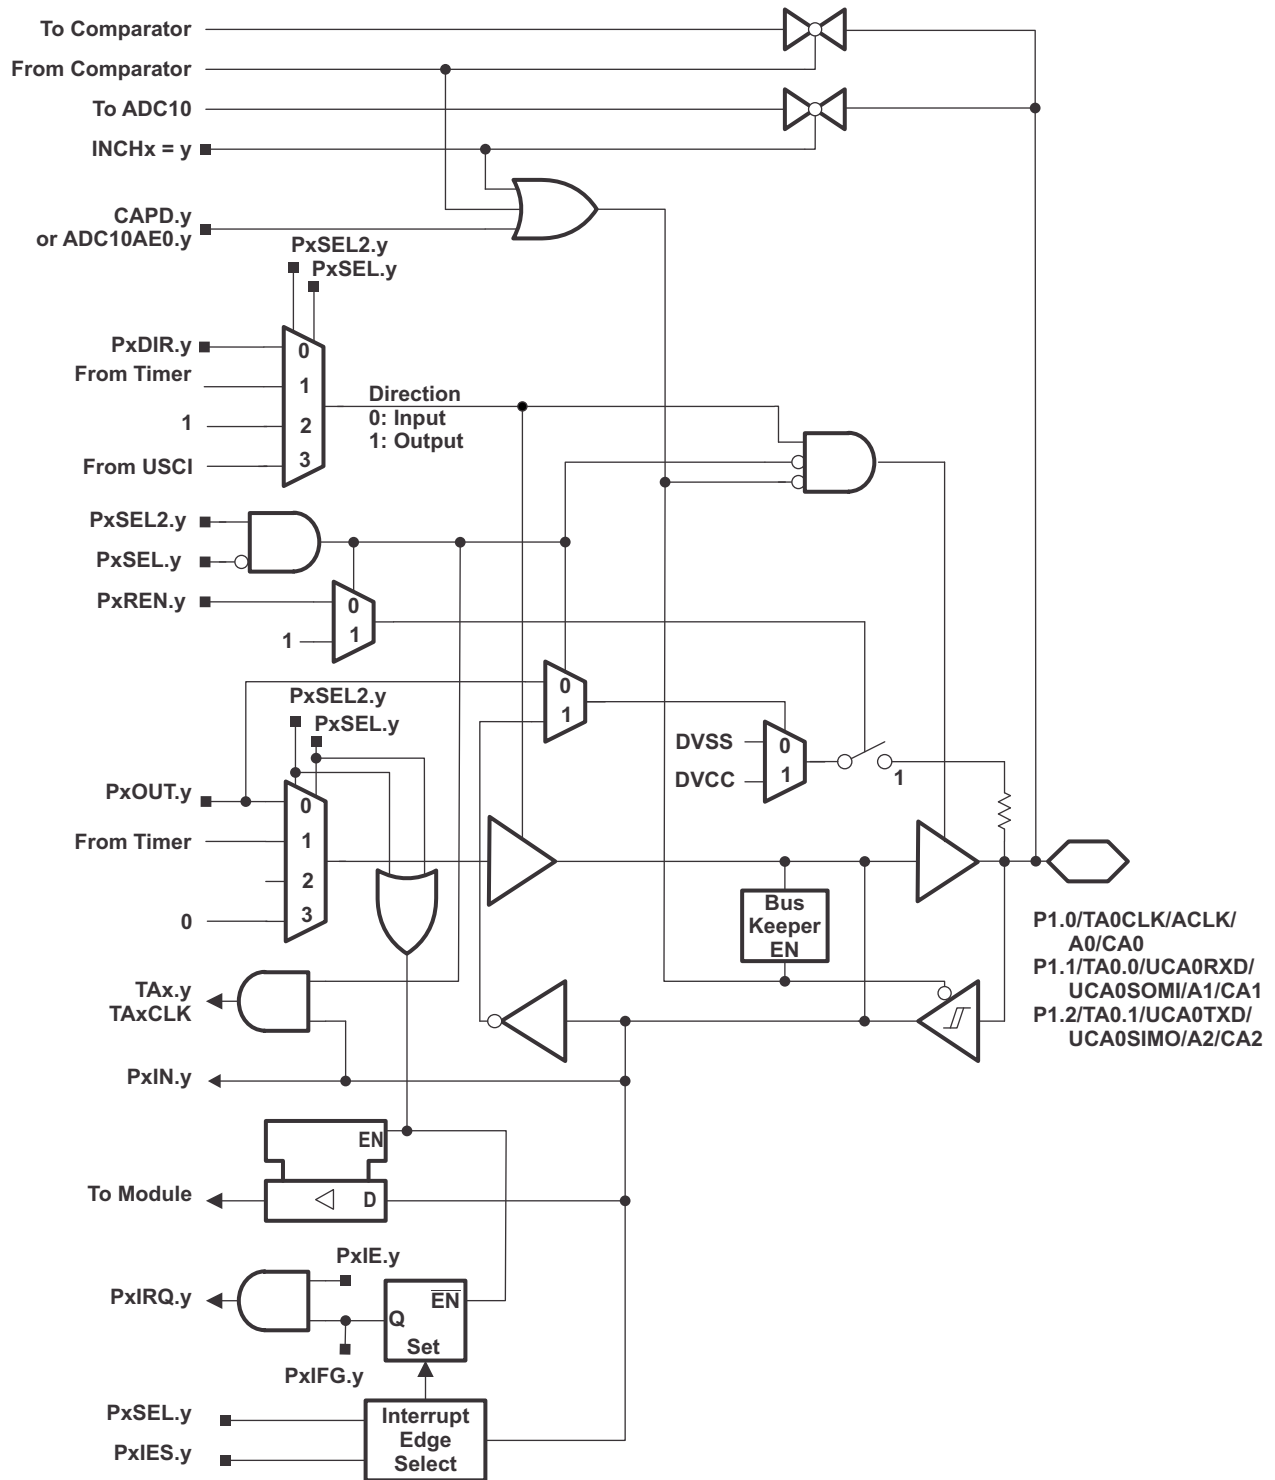 To Comparator
From Comparator
To ADC10
INCHx = y
CAPD.y
or ADC10AE0.y
PxSEL2.y
PxSEL.y
PxDIR.y
0
From Timer
1
1
2
From USCI
3
Direction
0: Input
1: Output
PxSEL2.y
PxSEL.y
PxREN.y
0
1
1
PxSEL2.y
PxSEL.y
0
1
DVSS
0
DVCC
1
1
PxOUT.y
0
From Timer
1
2
0
3
Bus
Keeper
EN
P1.0/TA0CLK/ACLK/
A0/CA0
P1.1/TA0.0/UCA0RXD/
UCA0SOMI/A1/CA1
P1.2/TA0.1/UCA0TXD/
UCA0SIMO/A2/CA2
TAx.y
TAxCLK
PxIN.y
EN
To Module
D
PxIE.y
PxIRQ.y
EN
Q
Set
PxIFG.y
PxSEL.y
PxIES.y
Interrupt
Edge
Select